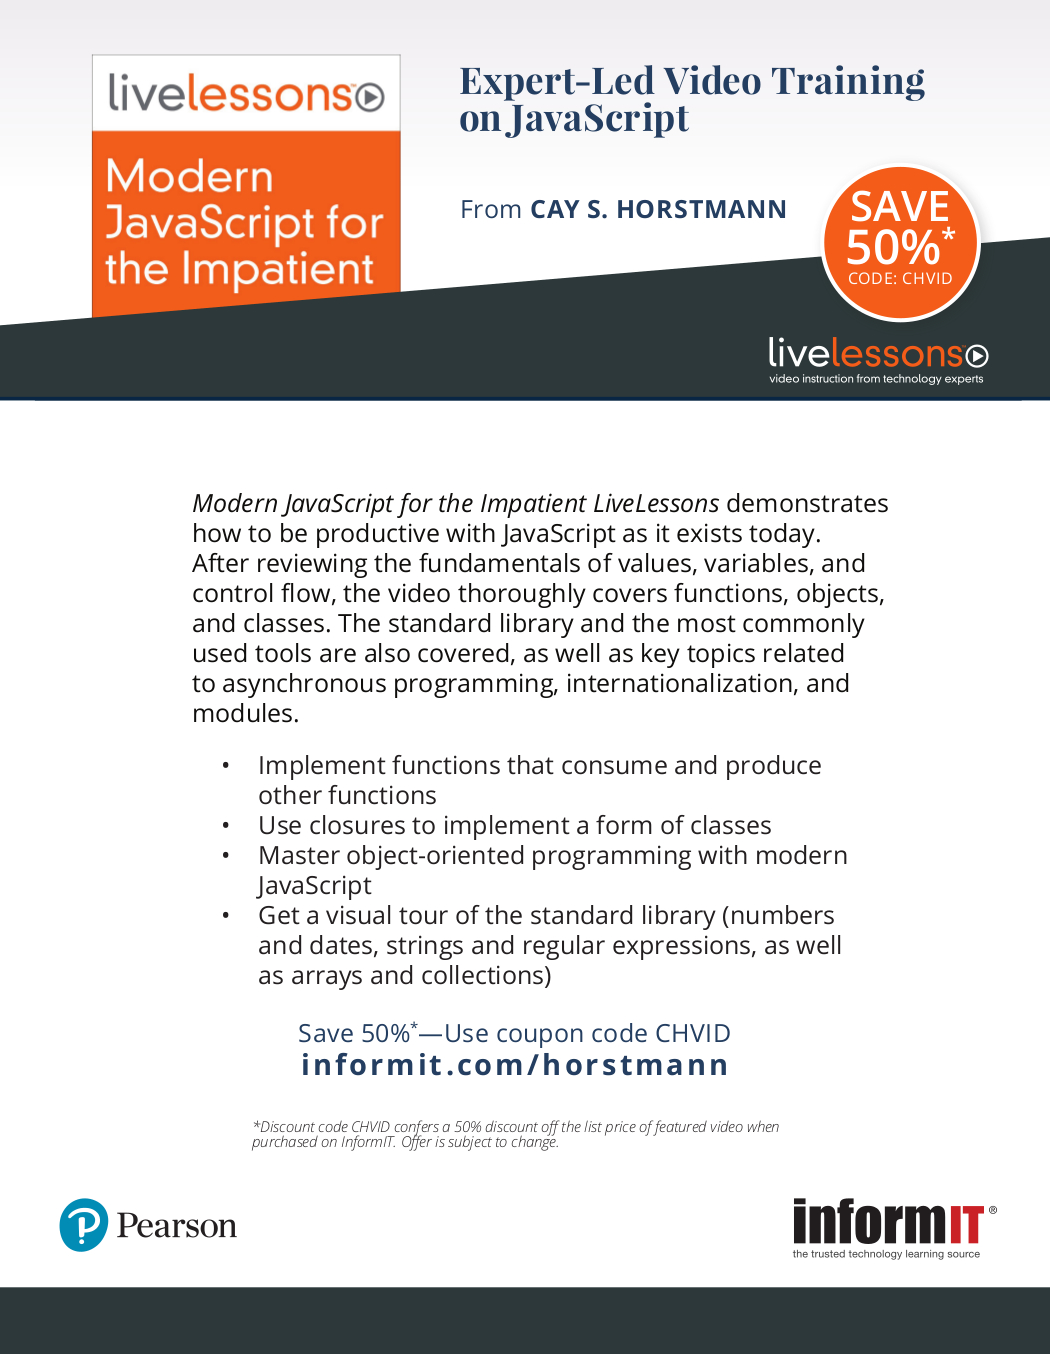 livelessons
Modern
JavaScript for
the Impatient
Expert-Led Video Training
on JavaScript
From CAY S. HORSTMANN
SAVE
50%*
CODE: CHVID
livelessons
video instruction from technology experts
Modern JavaScript for the Impatient LiveLessons demonstrates
how to be productive with JavaScript as it exists today.
After reviewing the fundamentals of values, variables, and
control flow, the video thoroughly covers functions, objects,
and classes. The standard library and the most commonly
used tools are also covered, as well as key topics related
to asynchronous programming, internationalization, and
modules.
• Implement functions that consume and produce
other functions
• Use closures to implement a form of classes
• Master object-oriented programming with modern
JavaScript
• Get a visual tour of the standard library (numbers
and dates, strings and regular expressions, as well
as arrays and collections)
Save 50%*—Use coupon code CHVID
informit.com/horstmann
*Discount code CHVID confers a 50% discount off the list price of featured video when
purchased on InformIT. Offer is subject to change.
Pearson
informIT®
the trusted technology learning source